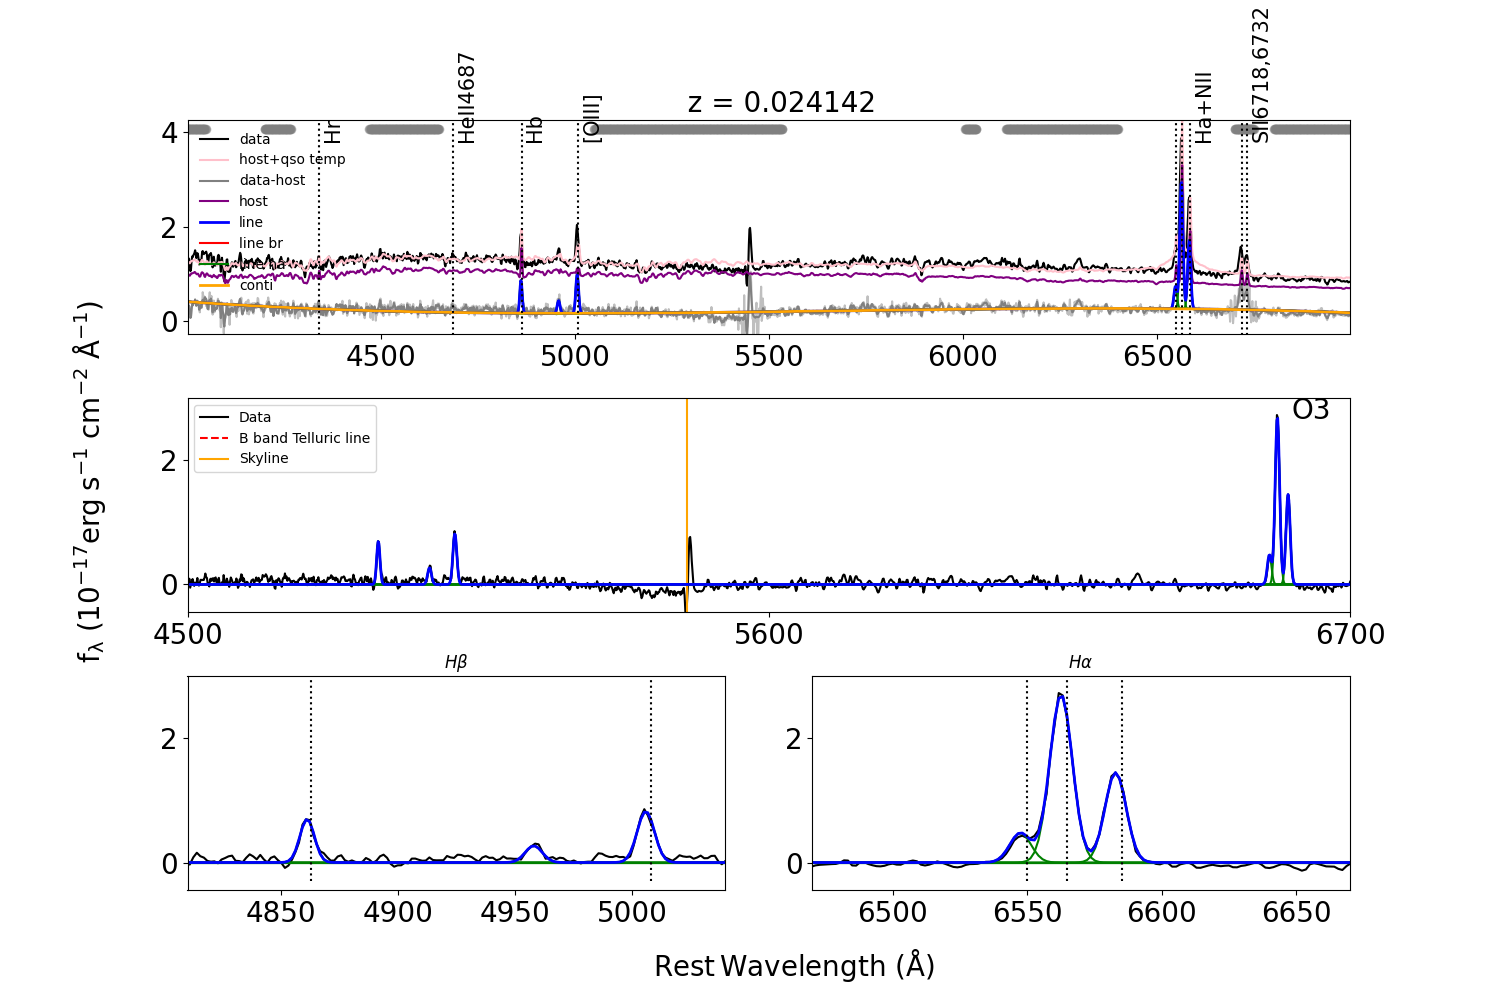 z = 0.024142
Hr
HeII4687
Hb
[OIII]
Ha+NII
SII6718,6732
data
host+qso temp
data-host
host
line
line br
conti
4
2
0
4500
5000
5500
6000
6500
fλ (10⁻¹⁷erg s⁻¹ cm⁻² Å⁻¹)
O3
Data
B band Telluric line
Skyline
2
0
4500
5600
6700
Hβ
2
0
4850
4900
4950
5000
Hα
2
0
6500
6550
6600
6650
Rest Wavelength (Å)